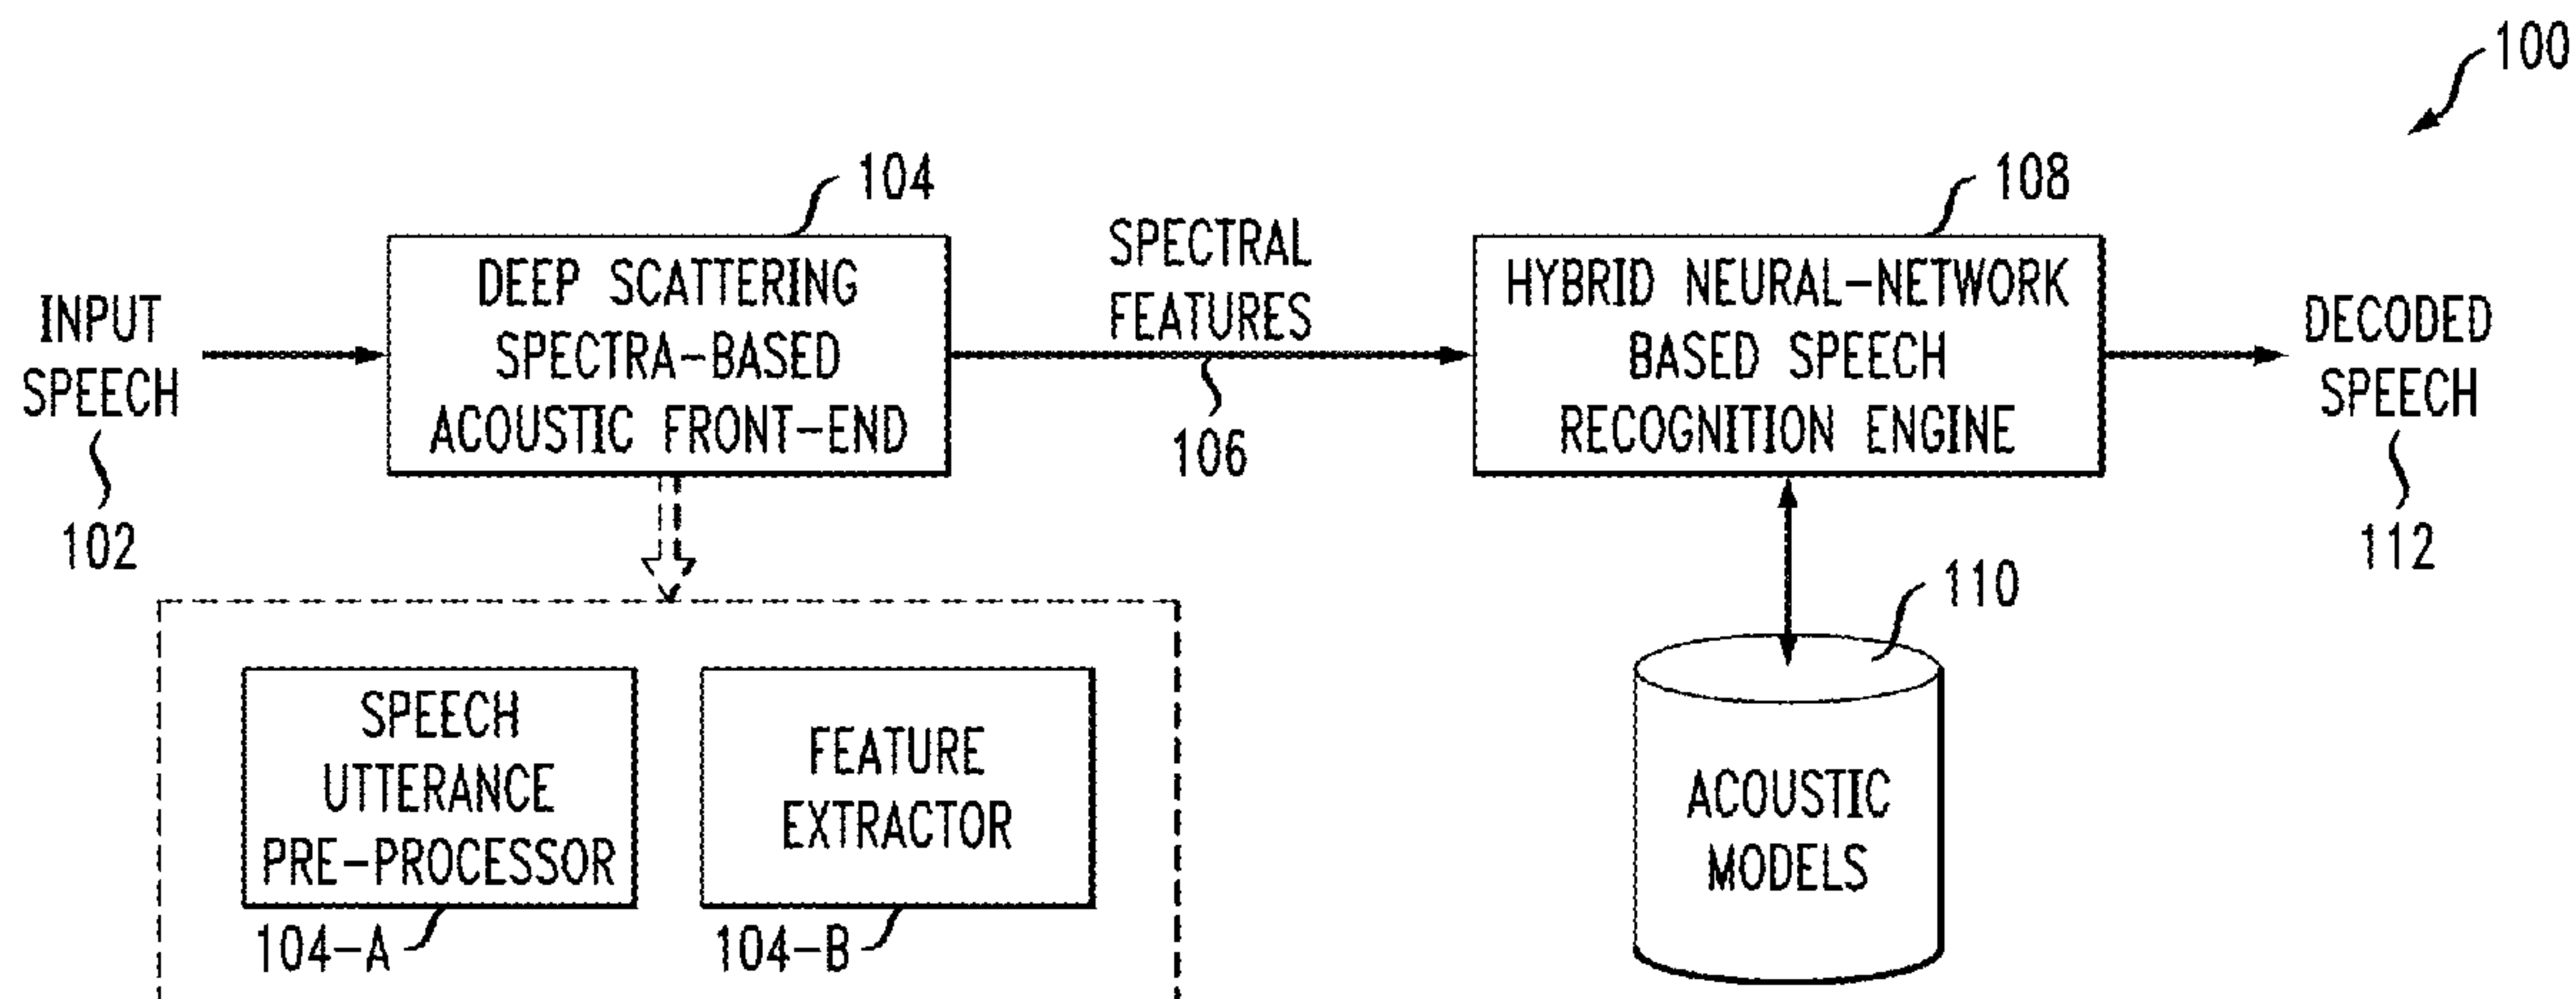 100
104
108
INPUT
SPEECH
102
DEEP SCATTERING
SPECTRA-BASED
ACOUSTIC FRONT-END
SPECTRAL
FEATURES
106
HYBRID NEURAL-NETWORK
BASED SPEECH
RECOGNITION ENGINE
DECODED
SPEECH
112
110
SPEECH
UTTERANCE
PRE-PROCESSOR
104-A
FEATURE
EXTRACTOR
104-B
ACOUSTIC
MODELS